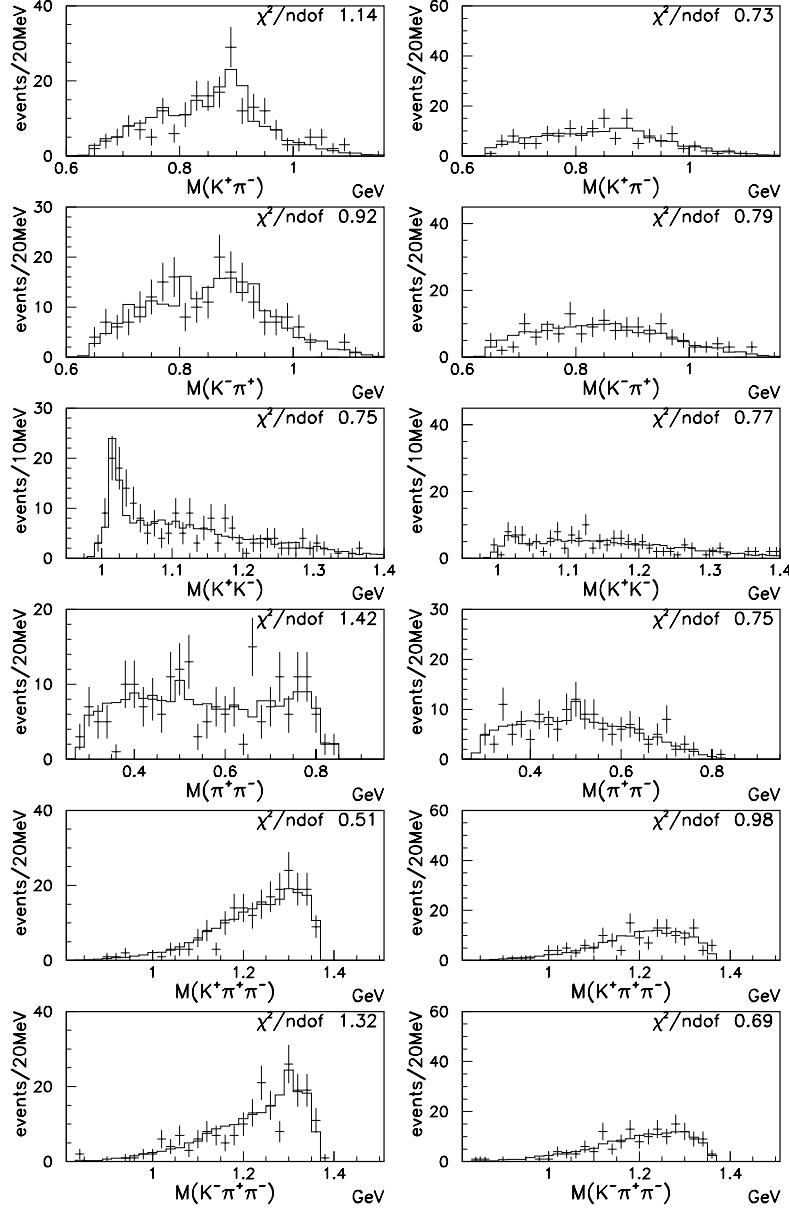 χ²/ndof 1.14
events/20MeV
40
20
0
0.6 0.8 1
M(K⁺π⁻)
GeV
χ²/ndof 0.73
events/20MeV
60
40
20
0
0.6 0.8 1
M(K⁺π⁻)
GeV
χ²/ndof 0.92
events/20MeV
30
20
10
0
0.6 0.8 1
M(K⁻π⁺)
GeV
χ²/ndof 0.79
events/20MeV
40
20
0
0.6 0.8 1
M(K⁻π⁺)
GeV
χ²/ndof 0.75
events/10MeV
30
20
10
0
1 1.1 1.2 1.3 1.4
M(K⁺K⁻)
GeV
χ²/ndof 0.77
events/10MeV
40
20
0
1 1.1 1.2 1.3 1.4
M(K⁺K⁻)
GeV
χ²/ndof 1.42
events/20MeV
20
10
0
0.4 0.6 0.8
M(π⁺π⁻)
GeV
χ²/ndof 0.75
events/20MeV
30
20
10
0
0.4 0.6 0.8
M(π⁺π⁻)
GeV
χ²/ndof 0.51
events/20MeV
40
20
0
1 1.2 1.4
M(K⁺π⁺π⁻)
GeV
χ²/ndof 0.98
events/20MeV
60
40
20
0
1 1.2 1.4
M(K⁺π⁺π⁻)
GeV
χ²/ndof 1.32
events/20MeV
40
20
0
1 1.2 1.4
M(K⁻π⁺π⁻)
GeV
χ²/ndof 0.69
events/20MeV
60
40
20
0
1 1.2 1.4
M(K⁻π⁺π⁻)
GeV